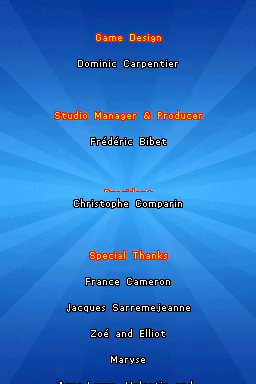 Game Design
Dominic Carpentier
Studio Manager & Producer
Frédéric Bibet
Christophe Comparin
Special Thanks
France Cameron
Jacques Sarremejeanne
Zoé and Elliot
Maryse